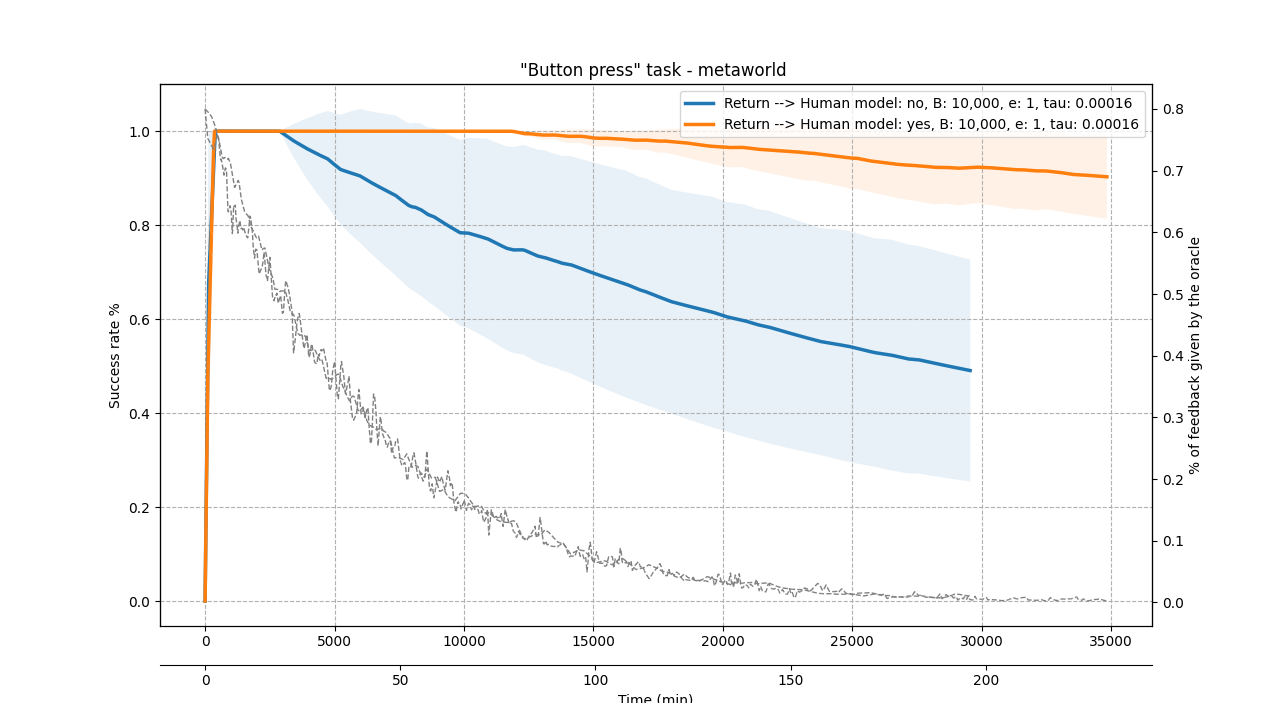 "Button press" task - metaworld
Return --> Human model: no, B: 10,000, e: 1, tau: 0.00016
Return --> Human model: yes, B: 10,000, e: 1, tau: 0.00016
Success rate %
1.0
0.8
0.6
0.4
0.2
0.0
0.8
0.7
0.6
0.5
0.4
0.3
0.2
0.1
0.0
% of feedback given by the oracle
0 5000 10000 15000 20000 25000 30000 35000
0 50 100 150 200
Time (min)